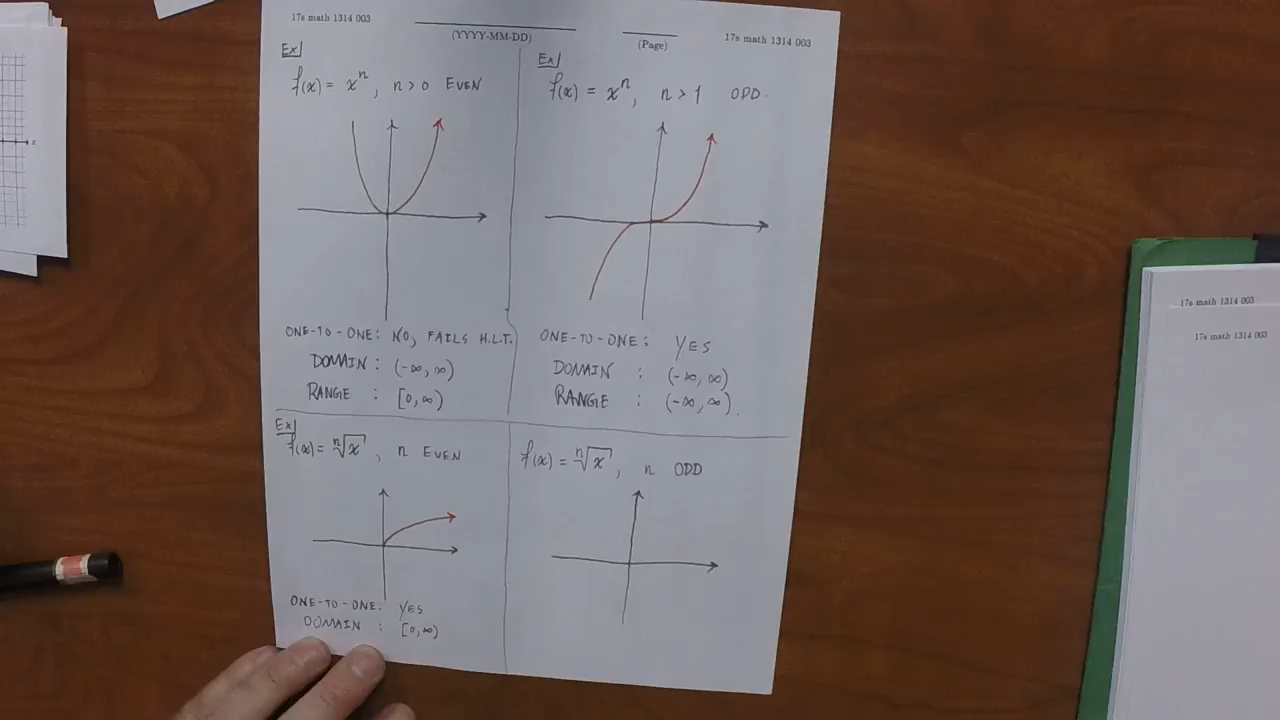 17s math 1314 003
(YYYY-MM-DD)
(Page)
17s math 1314 003
Ex
f(x) = xⁿ, n > 0 EVEN
ONE-TO-ONE: NO, FAILS H.L.T.
DOMAIN : (-∞, ∞)
RANGE : [0, ∞)
Ex
f(x) = xⁿ, n > 1 ODD.
ONE-TO-ONE: YES
DOMAIN : (-∞, ∞)
RANGE : (-∞, ∞).
Ex
f(x) = ⁿ√x, n EVEN
ONE-TO-ONE: YES
DOMAIN : [0, ∞)
f(x) = ⁿ√x, n ODD
x
17s math 1314 003
17s math 1314 003